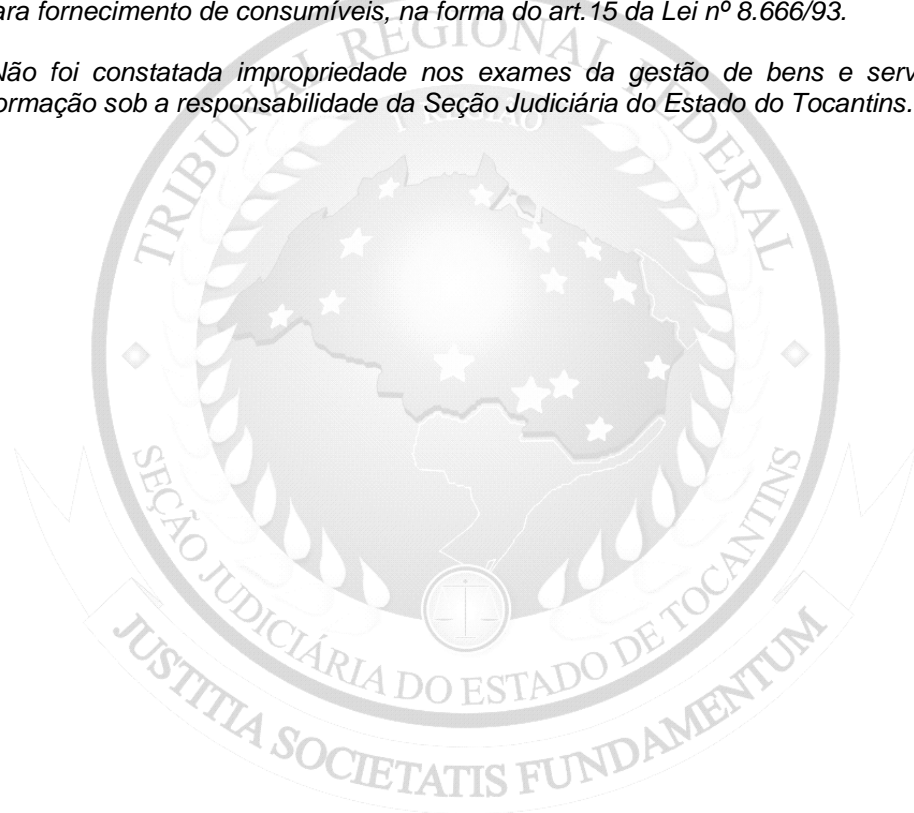 ara fornecimento de consumíveis, na forma do art.15 da Lei nº 8.666/93.
Não foi constatada impropriedade nos exames da gestão de bens e serv
ormação sob a responsabilidade da Seção Judiciária do Estado do Tocantins.
TRIBUNAL REGIONAL FEDERAL
1ª REGIÃO
SEÇÃO JUDICIÁRIA DO ESTADO DE TOCANTINS
JUSTITIA SOCIETATIS FUNDAMENTUM